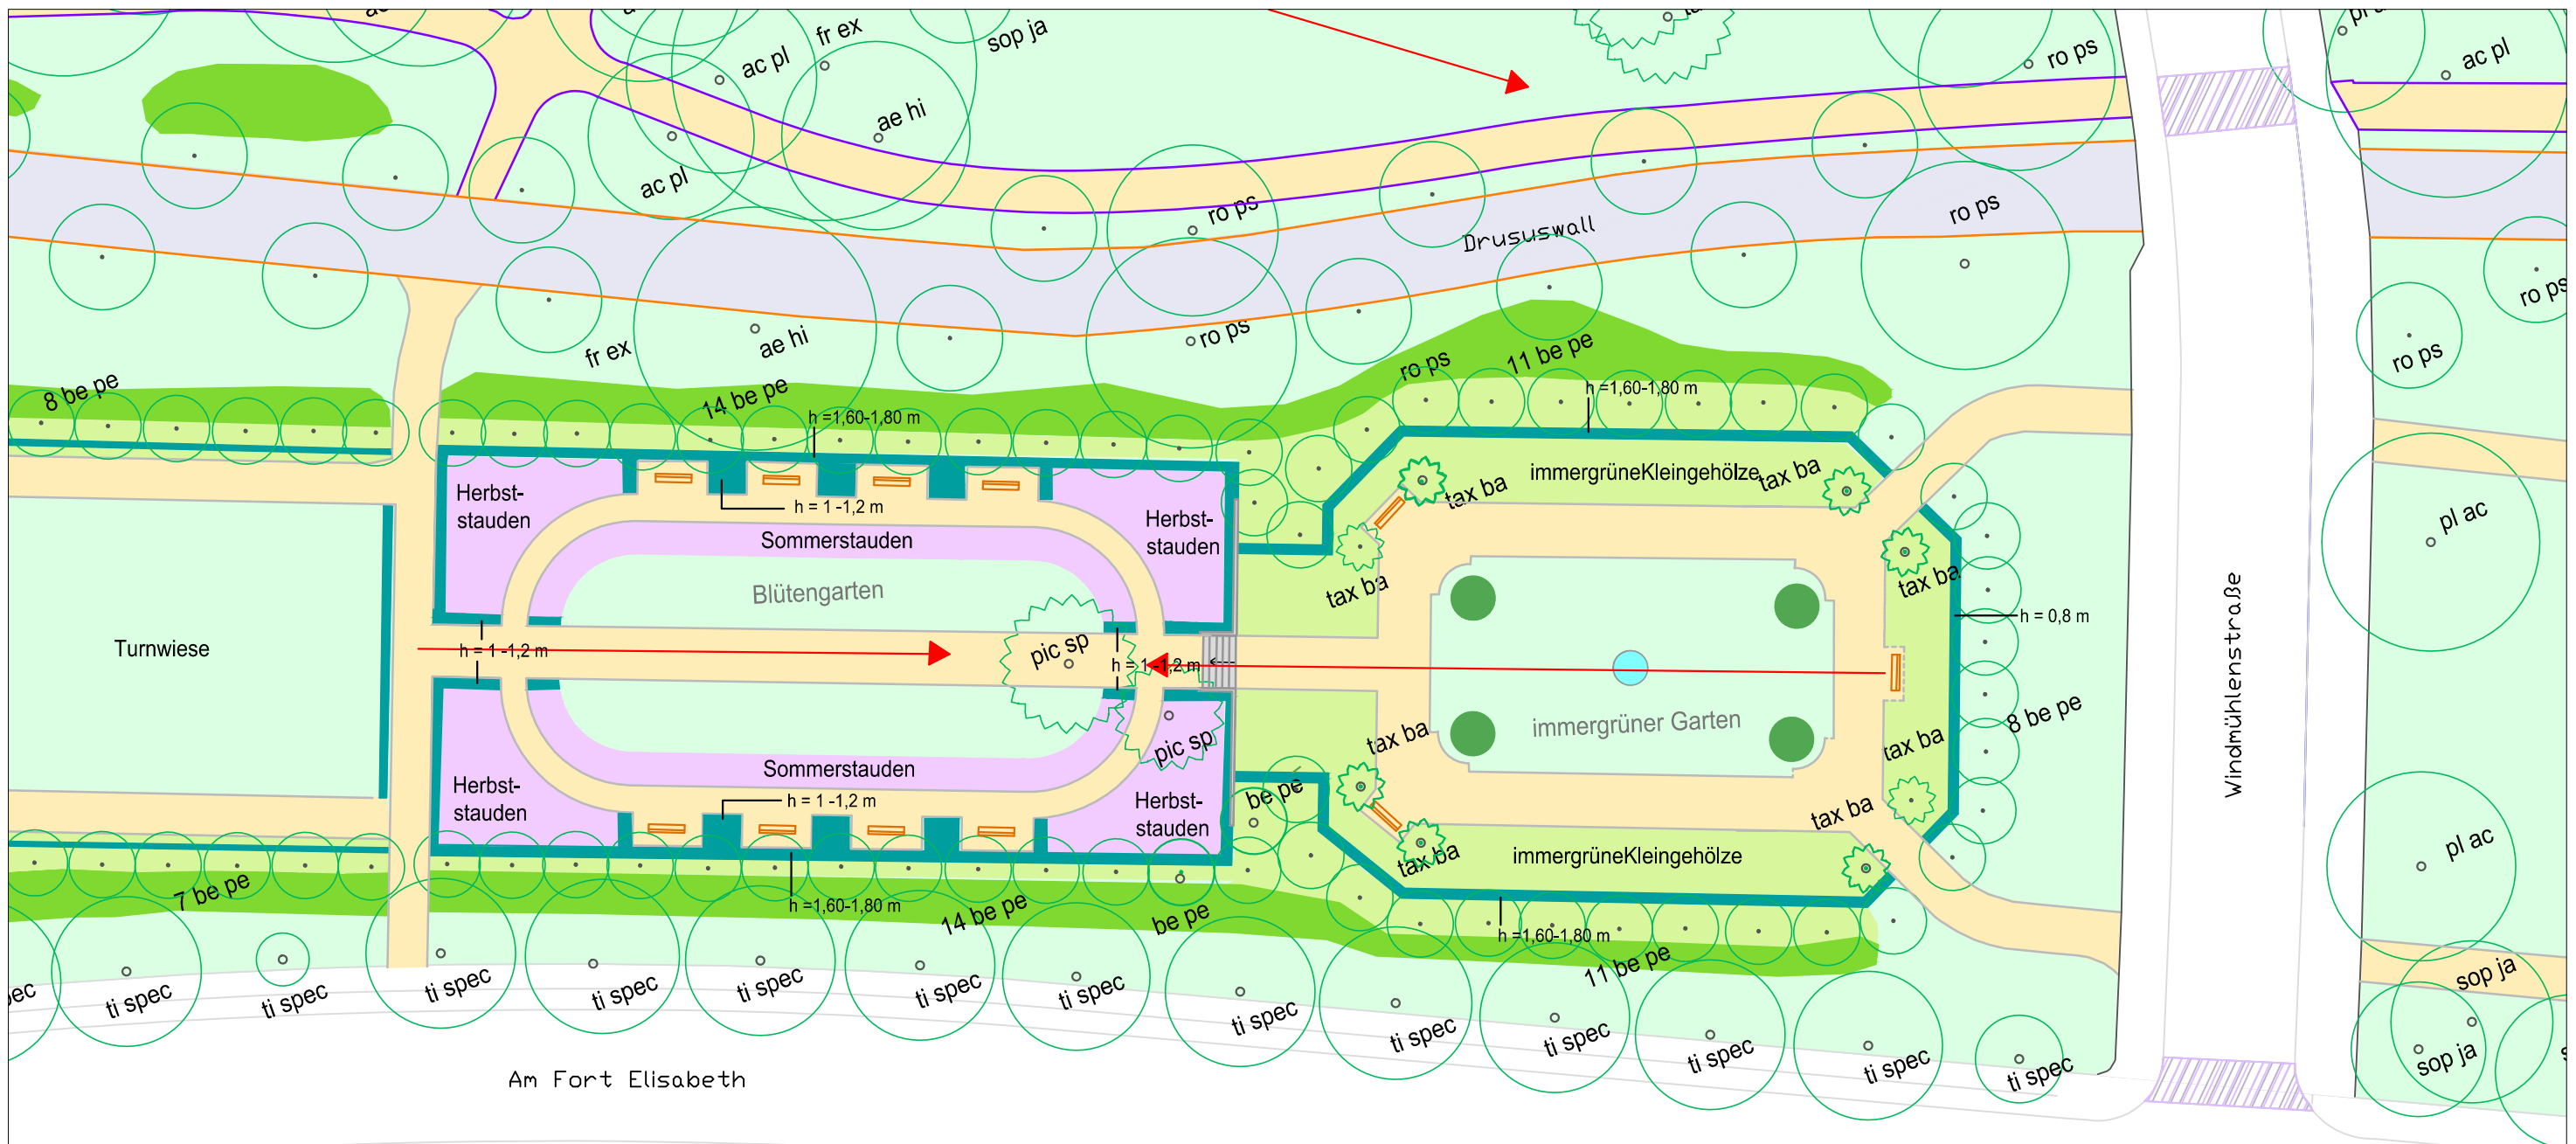 ac pl
fr ex
sop ja
ro ps
ac pl
ae hi
ac pl
ro ps
Drususwall
ro ps
ro ps
fr ex
ae hi
ro ps
ro ps
ro ps
11 be pe
8 be pe
14 be pe
h =1,60-1,80 m
h =1,60-1,80 m
Herbst-
stauden
h = 1 -1,2 m
Sommerstauden
Herbst-
stauden
Blütengarten
immergrüneKleingehölze
tax ba
tax ba
tax ba
tax ba
pl ac
Turnwiese
h = 1 -1,2 m
pic sp
h = 1 -1,2 m
h = 0,8 m
Windmühlenstraße
immergrüner Garten
8 be pe
pic sp
tax ba
tax ba
Sommerstauden
Herbst-
stauden
h = 1 -1,2 m
Herbst-
stauden
be pe
tax ba
tax ba
immergrüneKleingehölze
pl ac
7 be pe
h =1,60-1,80 m
14 be pe
be pe
h =1,60-1,80 m
11 be pe
sop ja
ti spec
ti spec
ti spec
ti spec
ti spec
ti spec
ti spec
ti spec
ti spec
ti spec
ti spec
ti spec
ti spec
sop ja
Am Fort Elisabeth